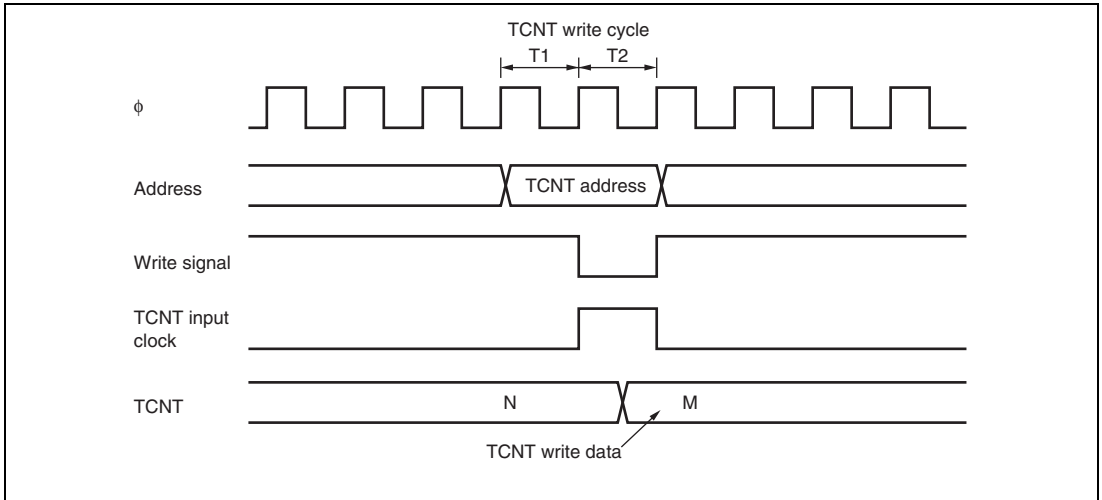 TCNT write cycle
T1 T2
ϕ
Address
TCNT address
Write signal
TCNT input
clock
TCNT
N M
TCNT write data